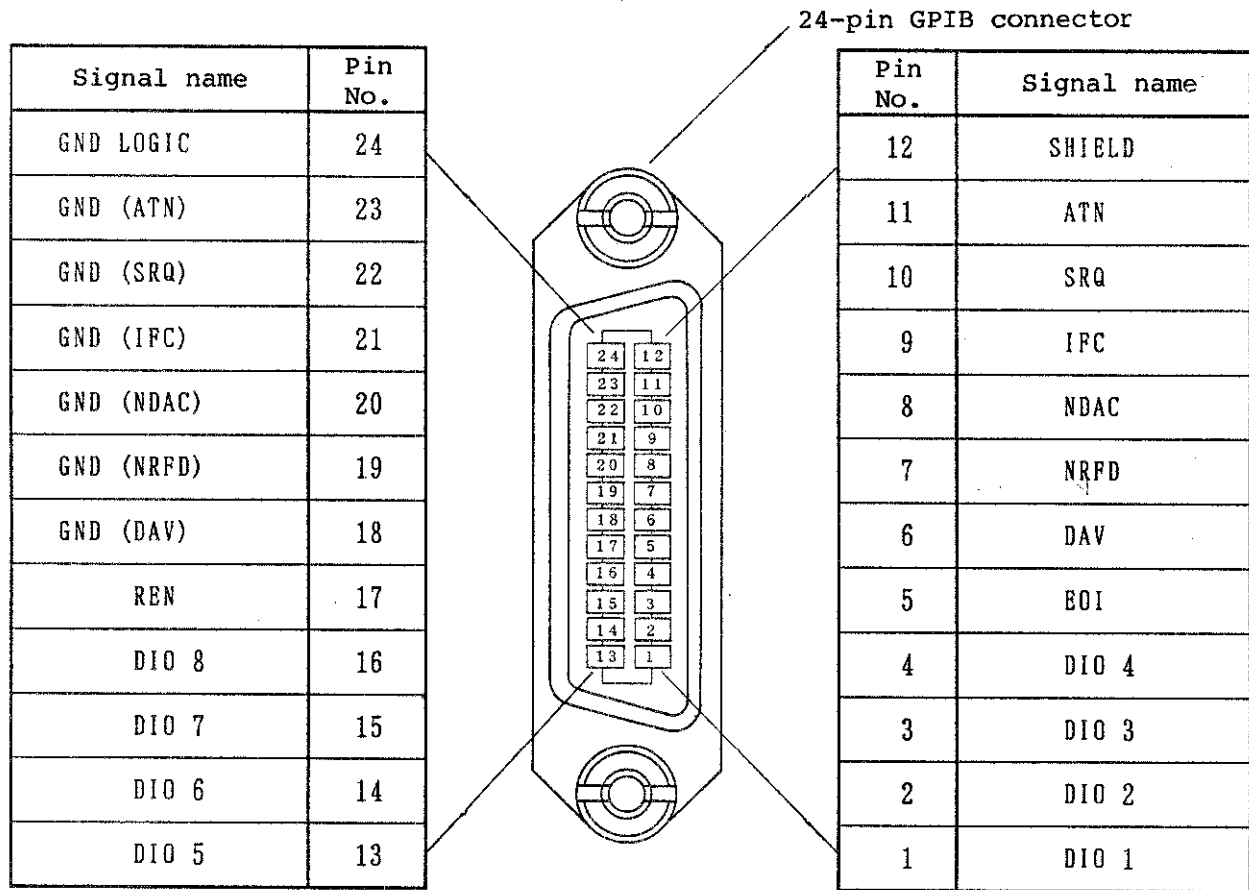 24-pin GPIB connector
Signal name Pin No.
GND LOGIC 24
GND (ATN) 23
GND (SRQ) 22
GND (IFC) 21
GND (NDAC) 20
GND (NRFD) 19
GND (DAV) 18
REN 17
DIO 8 16
DIO 7 15
DIO 6 14
DIO 5 13
24 12
23 11
22 10
21 9
20 8
19 7
18 6
17 5
16 4
15 3
14 2
13 1
Pin No. Signal name
12 SHIELD
11 ATN
10 SRQ
9 IFC
8 NDAC
7 NRFD
6 DAV
5 EOI
4 DIO 4
3 DIO 3
2 DIO 2
1 DIO 1